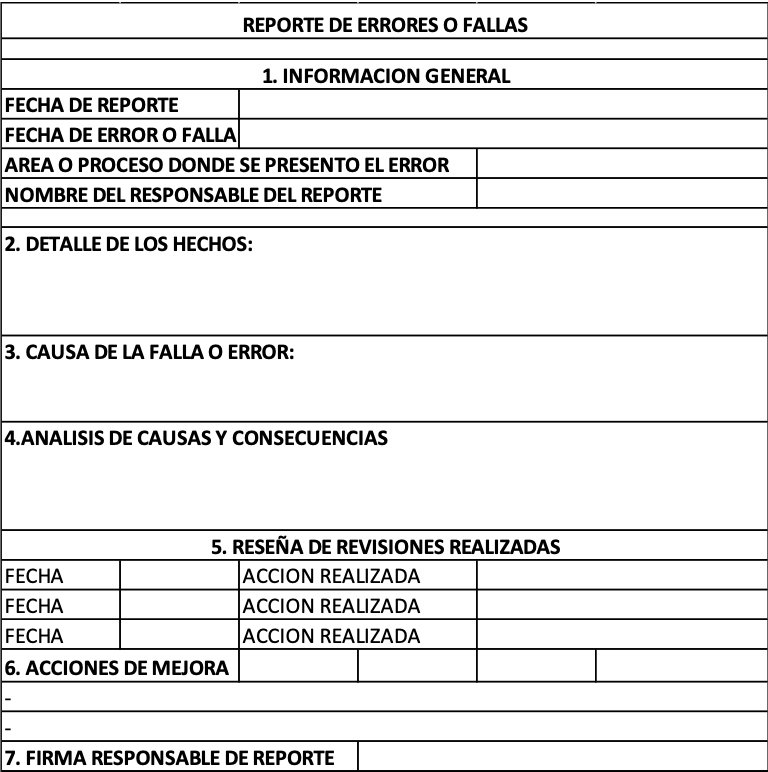 REPORTE DE ERRORES O FALLAS
1. INFORMACION GENERAL
FECHA DE REPORTE
FECHA DE ERROR O FALLA
AREA O PROCESO DONDE SE PRESENTO EL ERROR
NOMBRE DEL RESPONSABLE DEL REPORTE
2. DETALLE DE LOS HECHOS:
3. CAUSA DE LA FALLA O ERROR:
4.ANALISIS DE CAUSAS Y CONSECUENCIAS
5. RESEÑA DE REVISIONES REALIZADAS
FECHA ACCION REALIZADA
FECHA ACCION REALIZADA
FECHA ACCION REALIZADA
6. ACCIONES DE MEJORA
-
-
7. FIRMA RESPONSABLE DE REPORTE